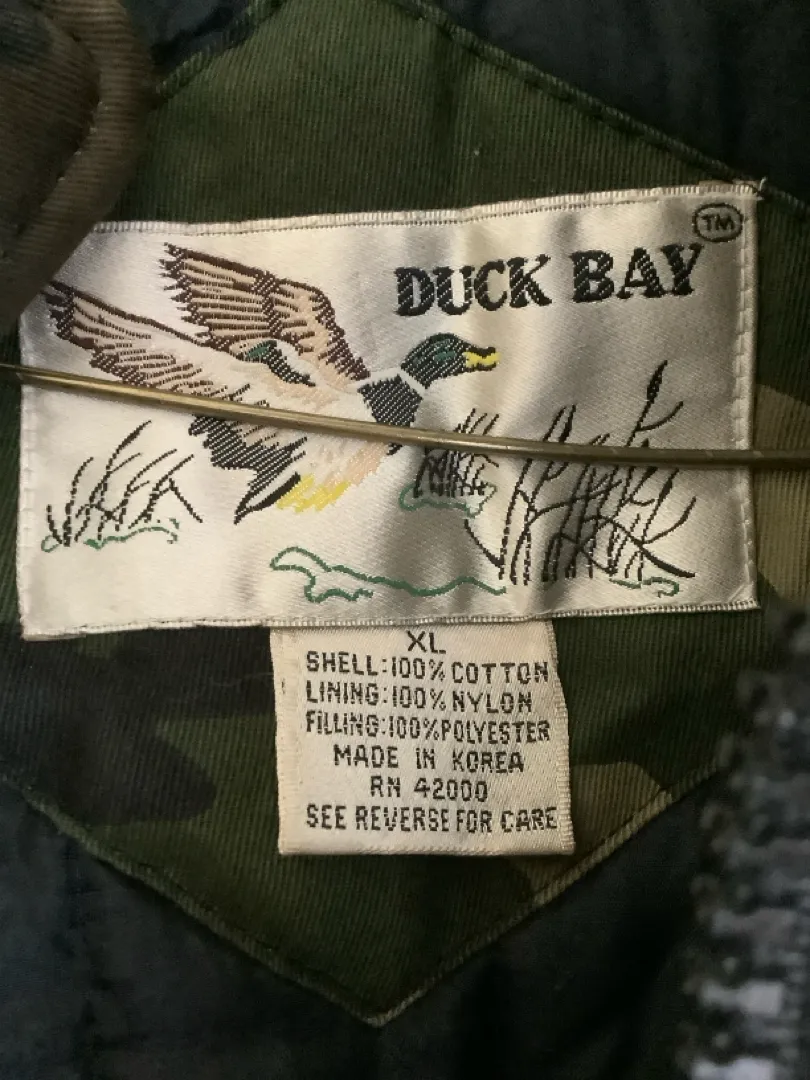 DUCK BAY TM
XL
SHELL:100% COTTON
LINING:100% NYLON
FILLING:100% POLYESTER
MADE IN KOREA
RN 42000
SEE REVERSE FOR CARE